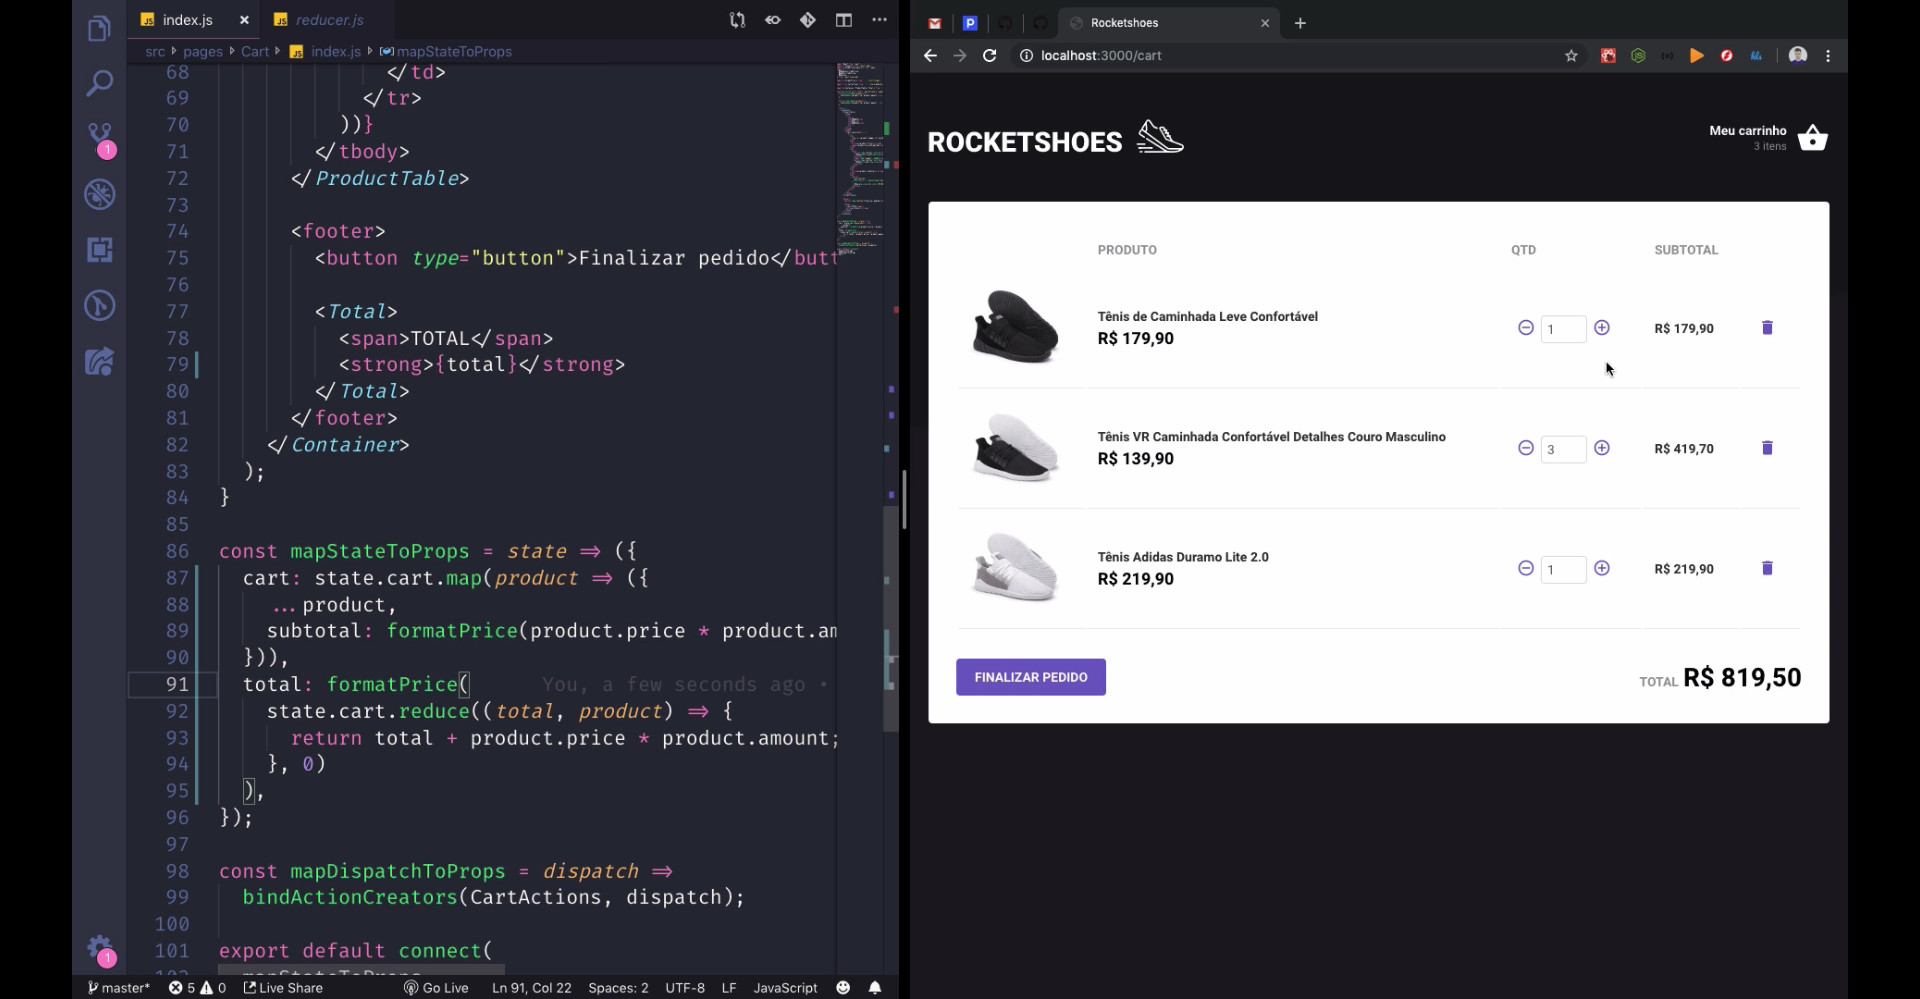 index.js
reducer.js
src pages Cart index.js mapStateToProps
68 </td>
69 </tr>
70 ))}
71 </tbody>
72 </ProductTable>
73
74 <footer>
75 <button type="button">Finalizar pedido</butt
76
77 <Total>
78 <span>TOTAL</span>
79 <strong>{total}</strong>
80 </Total>
81 </footer>
82 </Container>
83 );
84 }
85
86 const mapStateToProps = state => ({
87 cart: state.cart.map(product => ({
88 ...product,
89 subtotal: formatPrice(product.price * product.am
90 })),
91 total: formatPrice( You, a few seconds ago •
92 state.cart.reduce((total, product) => {
93 return total + product.price * product.amount;
94 }, 0)
95 ),
96 });
97
98 const mapDispatchToProps = dispatch =>
99 bindActionCreators(CartActions, dispatch);
100
101 export default connect(
1
1
master* 5 0 Live Share Go Live Ln 91, Col 22 Spaces: 2 UTF-8 LF JavaScript
Rocketshoes
localhost:3000/cart
ROCKETSHOES
Meu carrinho
3 itens
PRODUTO QTD SUBTOTAL
Tênis de Caminhada Leve Confortável
R$ 179,90
1
R$ 179,90
Tênis VR Caminhada Confortável Detalhes Couro Masculino
R$ 139,90
3
R$ 419,70
Tênis Adidas Duramo Lite 2.0
R$ 219,90
1
R$ 219,90
FINALIZAR PEDIDO
TOTAL R$ 819,50